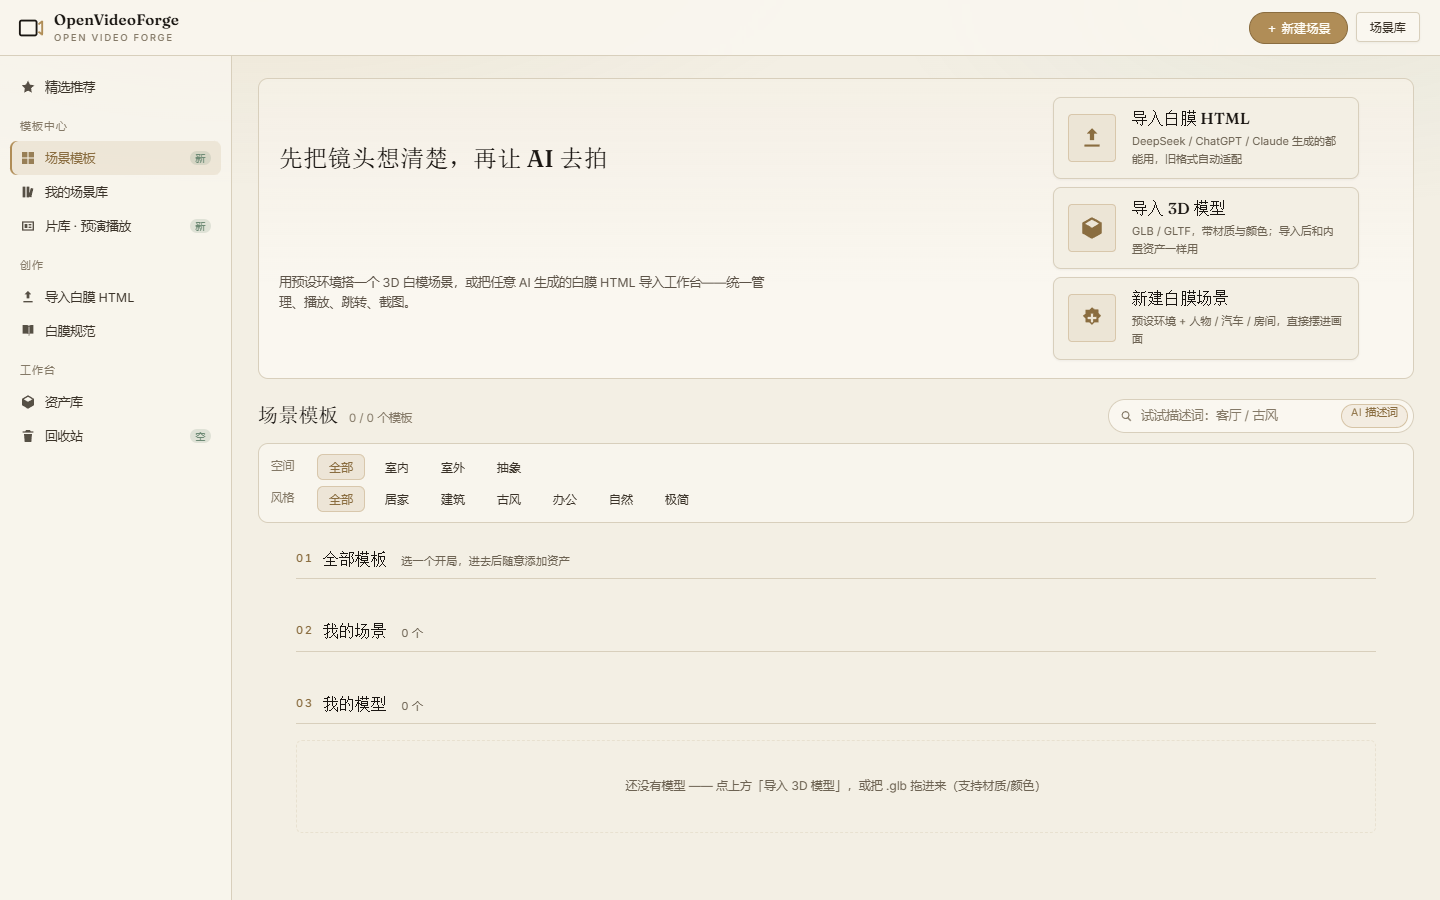 OpenVideoForge
OPEN VIDEO FORGE
+ 新建场景
场景库
精选推荐
模板中心
场景模板
新
我的场景库
片库 · 预演播放
新
创作
导入白膜 HTML
白膜规范
工作台
资产库
回收站
空
先把镜头想清楚，再让 AI 去拍
用预设环境搭一个 3D 白模场景，或把任意 AI 生成的白膜 HTML 导入工作台——统一管
理、播放、跳转、截图。
导入白膜 HTML
DeepSeek / ChatGPT / Claude 生成的都
能用，旧格式自动适配
导入 3D 模型
GLB / GLTF，带材质与颜色；导入后和内
置资产一样用
新建白膜场景
预设环境 + 人物 / 汽车 / 房间，直接摆进画
面
场景模板
0 / 0 个模板
试试描述词：客厅 / 古风
AI 描述词
空间
全部
室内
室外
抽象
风格
全部
居家
建筑
古风
办公
自然
极简
01 全部模板 选一个开局，进去后随意添加资产
02 我的场景 0 个
03 我的模型 0 个
还没有模型 —— 点上方「导入 3D 模型」，或把 .glb 拖进来（支持材质/颜色）